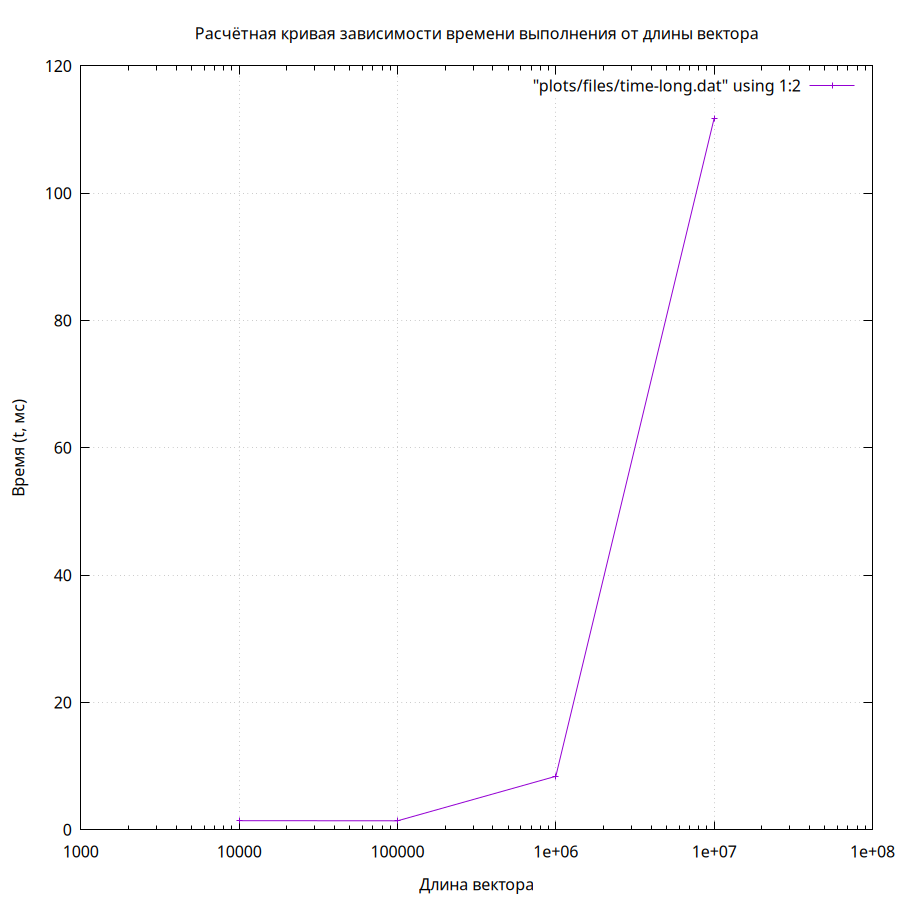 Расчётная кривая зависимости времени выполнения от длины вектора
"plots/files/time-long.dat" using 1:2
120
100
80
60
40
20
0
Время (t, мс)
1000 10000 100000 1e+06 1e+07 1e+08
Длина вектора